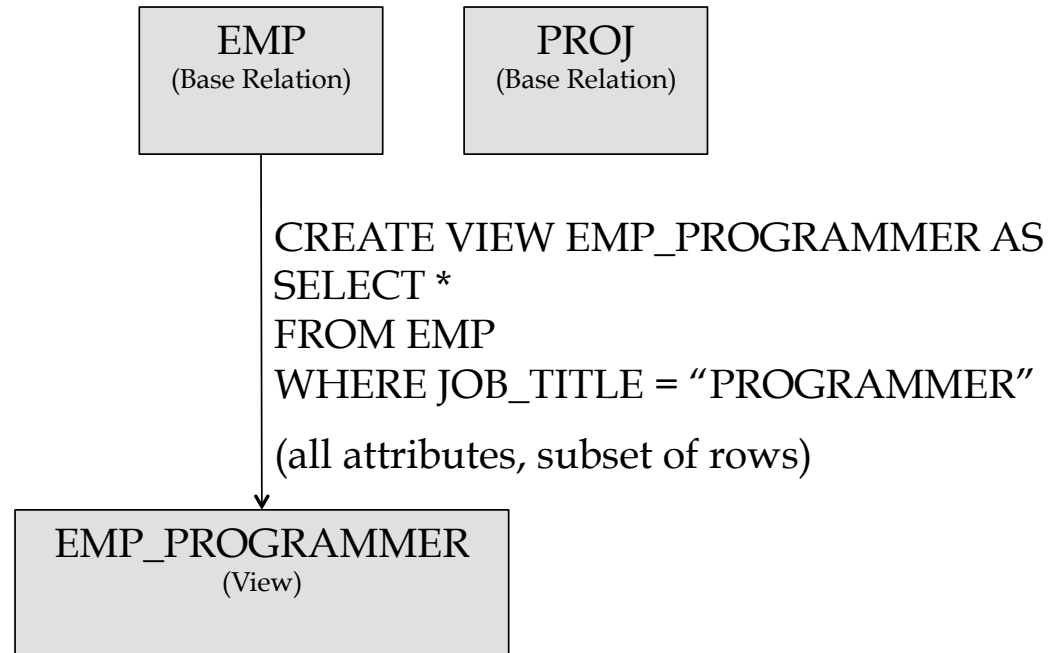 EMP
(Base Relation)
PROJ
(Base Relation)
CREATE VIEW EMP_PROGRAMMER AS
SELECT *
FROM EMP
WHERE JOB_TITLE = “PROGRAMMER”
(all attributes, subset of rows)
EMP_PROGRAMMER
(View)